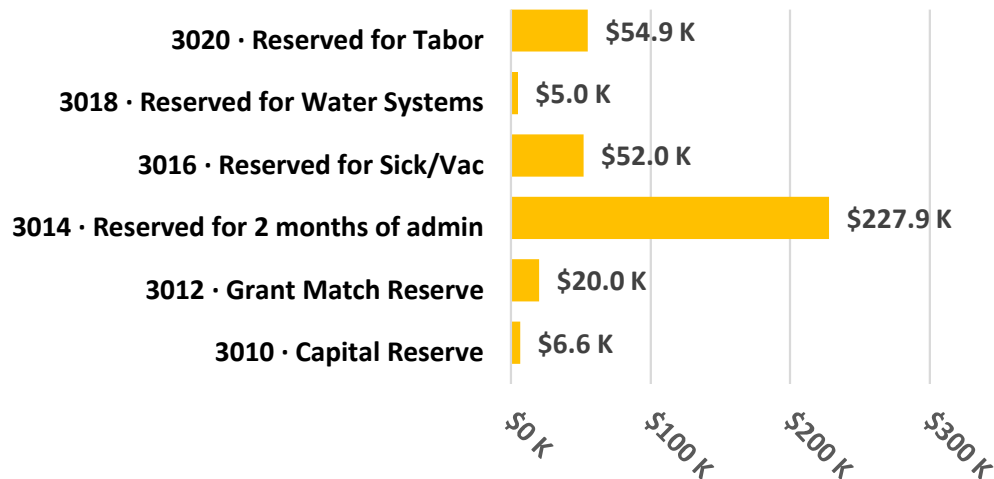 3020 · Reserved for Tabor $54.9 K
3018 · Reserved for Water Systems $5.0 K
3016 · Reserved for Sick/Vac $52.0 K
3014 · Reserved for 2 months of admin $227.9 K
3012 · Grant Match Reserve $20.0 K
3010 · Capital Reserve $6.6 K
$0 K $100 K $200 K $300 K